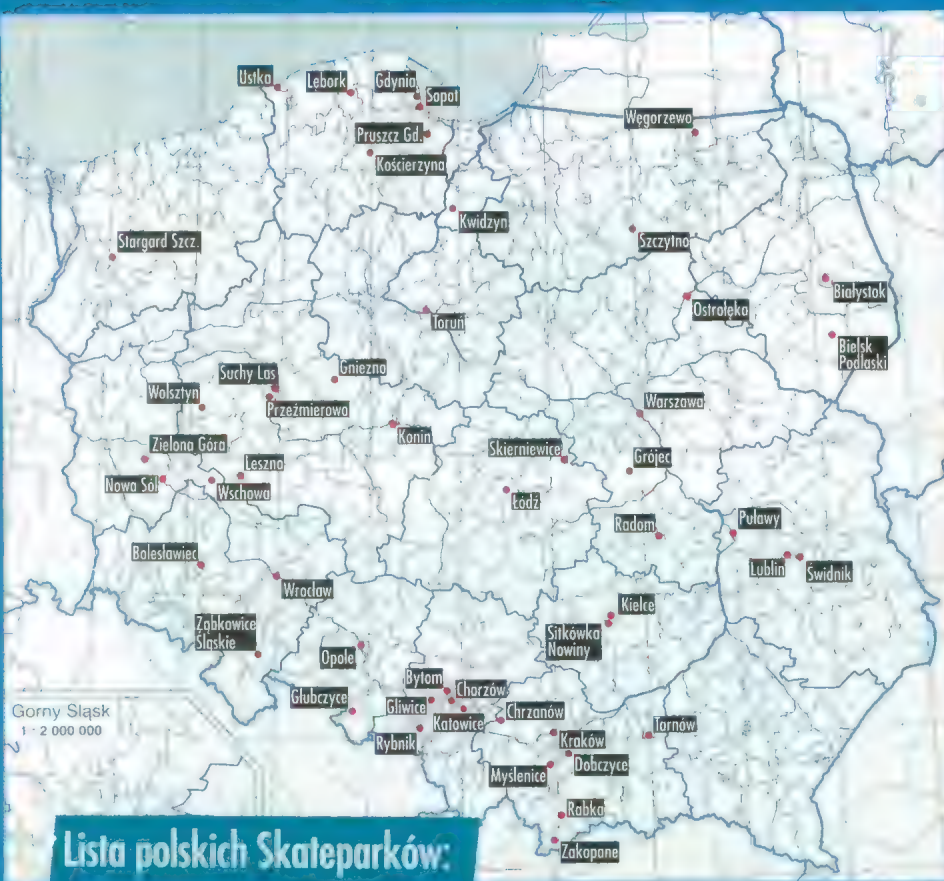 Ustka
Lębork
Gdynia
Sopot
Węgorzewo
Pruszcz Gd.
Kościerzyna
Kwidzyn
Stargard Szcz.
Szczytno
Białystok
Ostrołęka
Toruń
Bielsk
Podlaski
Gniezno
Suchy Las
Wolsztyn
Przeźmierowo
Warszawa
Konin
Zielona Góra
Skierniewice
Leszno
Grójec
Nowa Sól
Wschowa
Łódź
Radom
Puławy
Bolesławiec
Lublin
Świdnik
Wrocław
Kielce
Ząbkowice
Śląskie
Sitkówka
Nowiny
Opole
Bytom
Chorzów
Głubczyce
Gliwice
Chrzanów
Katowice
Gorny Sląsk
1 : 2 000 000
Tarnów
Rybnik
Kraków
Dobczyce
Myślenice
Rabka
Lista polskich Skateparków:
Zakopane